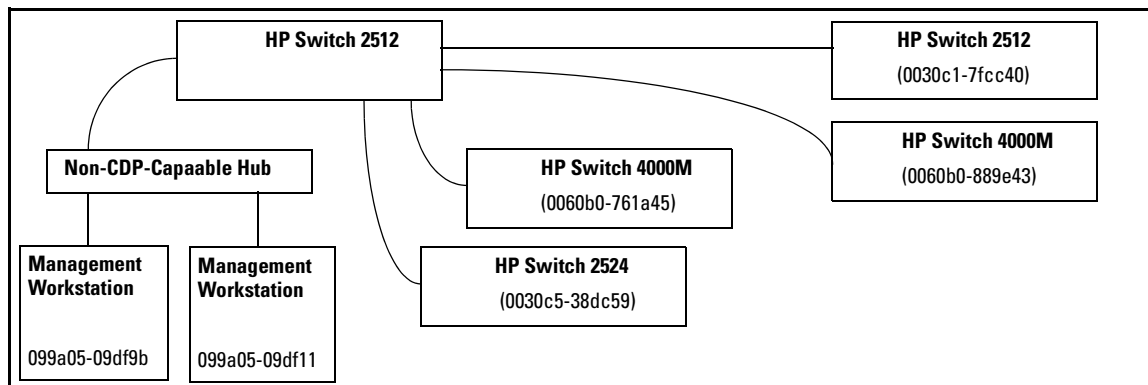 HP Switch 2512
HP Switch 2512
(0030c1-7fcc40)
Non-CDP-Capaable Hub
HP Switch 4000M
(0060b0-761a45)
HP Switch 4000M
(0060b0-889e43)
Management
Workstation
099a05-09df9b
Management
Workstation
099a05-09df11
HP Switch 2524
(0030c5-38dc59)